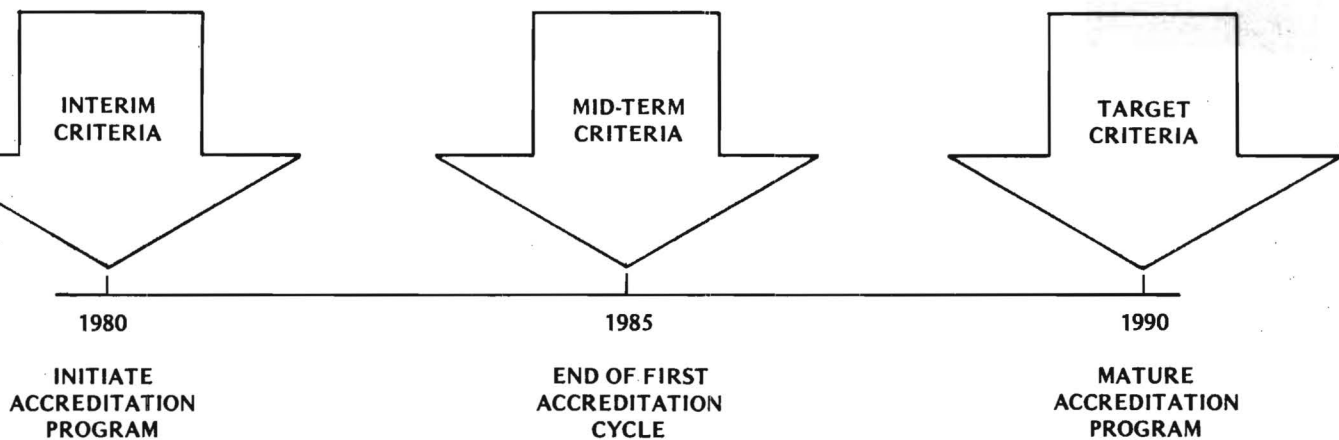 INTERIM
CRITERIA
MID-TERM
CRITERIA
TARGET
CRITERIA
1980
1985
1990
INITIATE
ACCREDITATION
PROGRAM
END OF FIRST
ACCREDITATION
CYCLE
MATURE
ACCREDITATION
PROGRAM